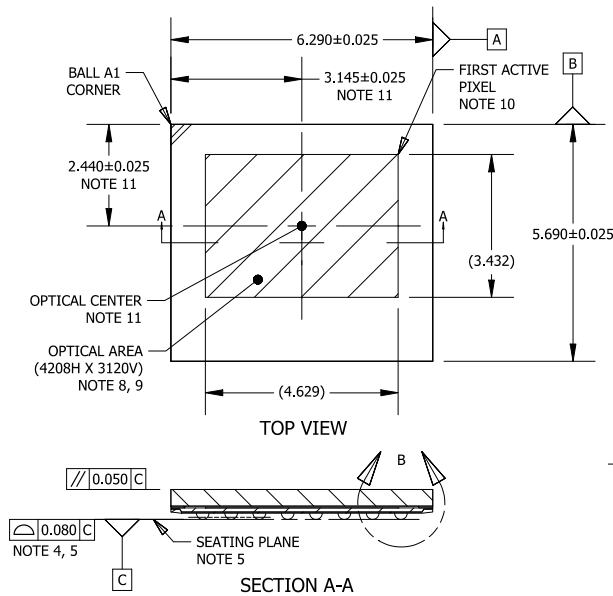 6.290±0.025
A
BALL A1
CORNER
3.145±0.025
NOTE 11
FIRST ACTIVE
PIXEL
NOTE 10
B
2.440±0.025
NOTE 11
A
A
5.690±0.025
(3.432)
OPTICAL CENTER
NOTE 11
OPTICAL AREA
(4208H X 3120V)
NOTE 8, 9
(4.629)
TOP VIEW
B
// 0.050 C
⌓ 0.080 C
NOTE 4, 5
SEATING PLANE
NOTE 5
C
SECTION A-A